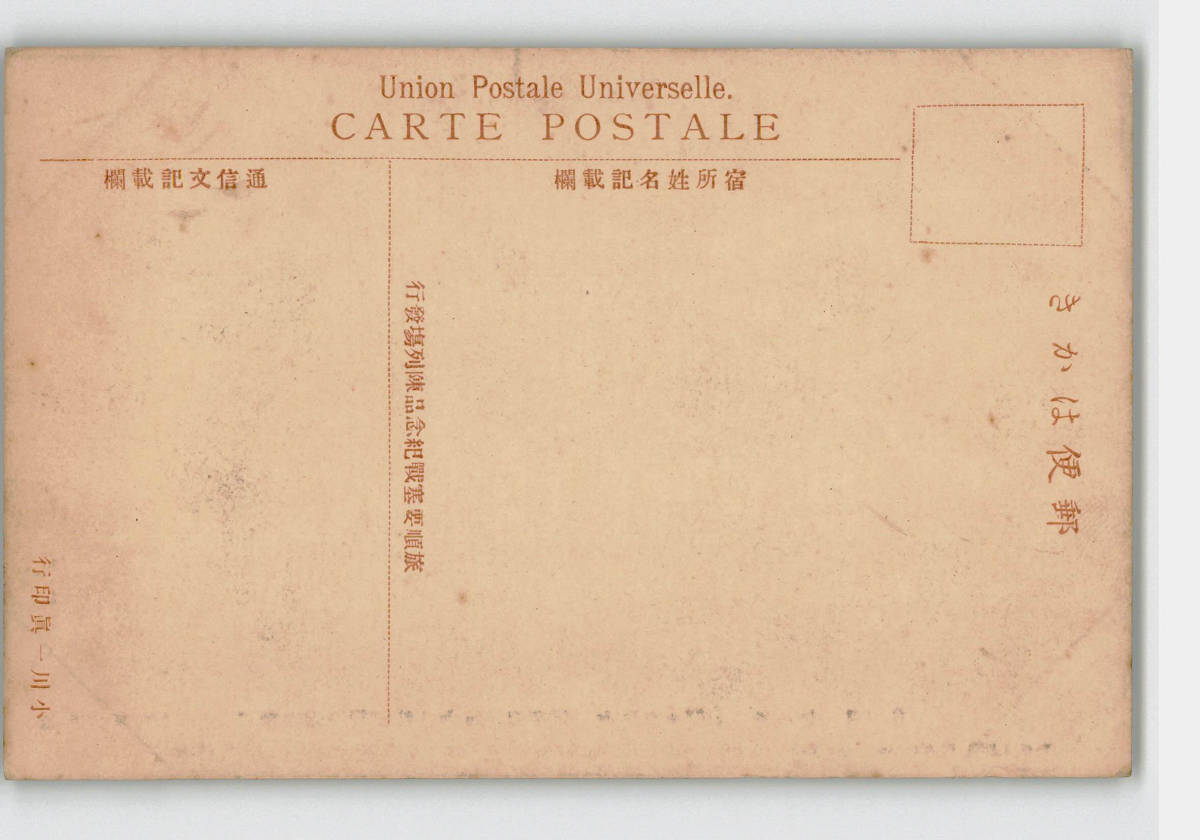 Union Postale Universelle.
CARTE POSTALE
欄載記文信通
欄載記名姓所宿
きかは便郵
行發塲列陳品念紀戰塞要順旅
行印眞一川小